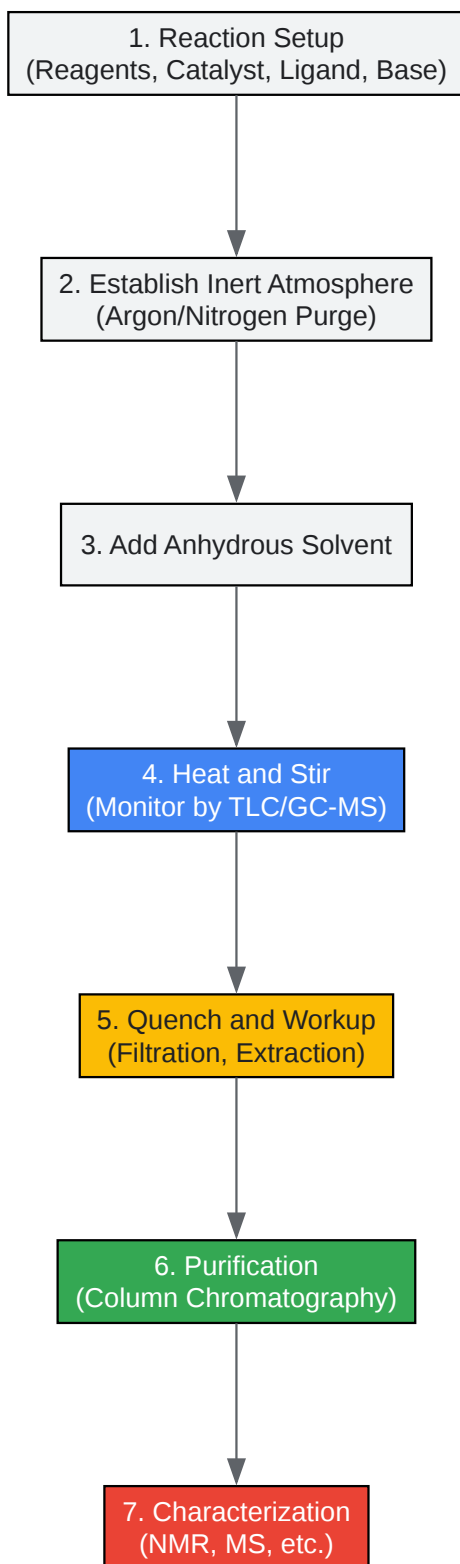 1. Reaction Setup
(Reagents, Catalyst, Ligand, Base)
2. Establish Inert Atmosphere
(Argon/Nitrogen Purge)
3. Add Anhydrous Solvent
4. Heat and Stir
(Monitor by TLC/GC-MS)
5. Quench and Workup
(Filtration, Extraction)
6. Purification
(Column Chromatography)
7. Characterization
(NMR, MS, etc.)